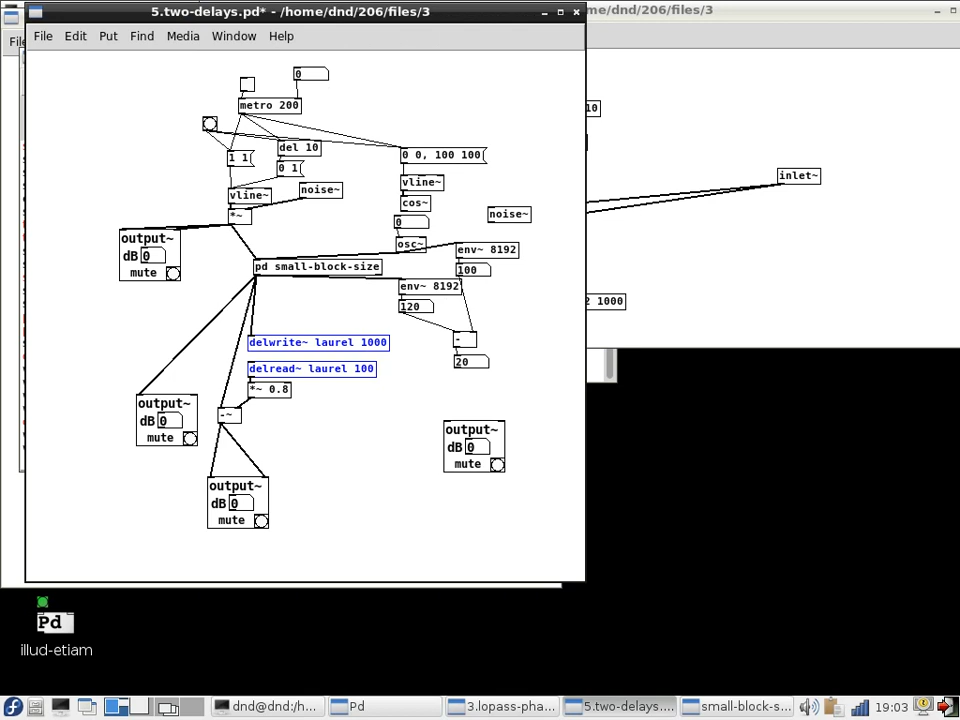 5.two-delays.pd* - /home/dnd/206/files/3
me/dnd/206/files/3
File Edit Put Find Media Window Help
0
metro 200
10
del 10
1 1
0 0, 100 100
0 1
inlet~
vline~
noise~
vline~
cos~
*~
noise~
0
output~
dB 0
mute
osc~
env~ 8192
pd small-block-size
100
env~ 8192
120
2 1000
-
delwrite~ laurel 1000
20
delread~ laurel 100
*~ 0.8
output~
dB 0
mute
-~
output~
dB 0
mute
output~
dB 0
mute
Pd
illud-etiam
dnd@dnd:/h...
Pd
3.lopass-pha...
5.two-delays....
small-block-s...
19:03